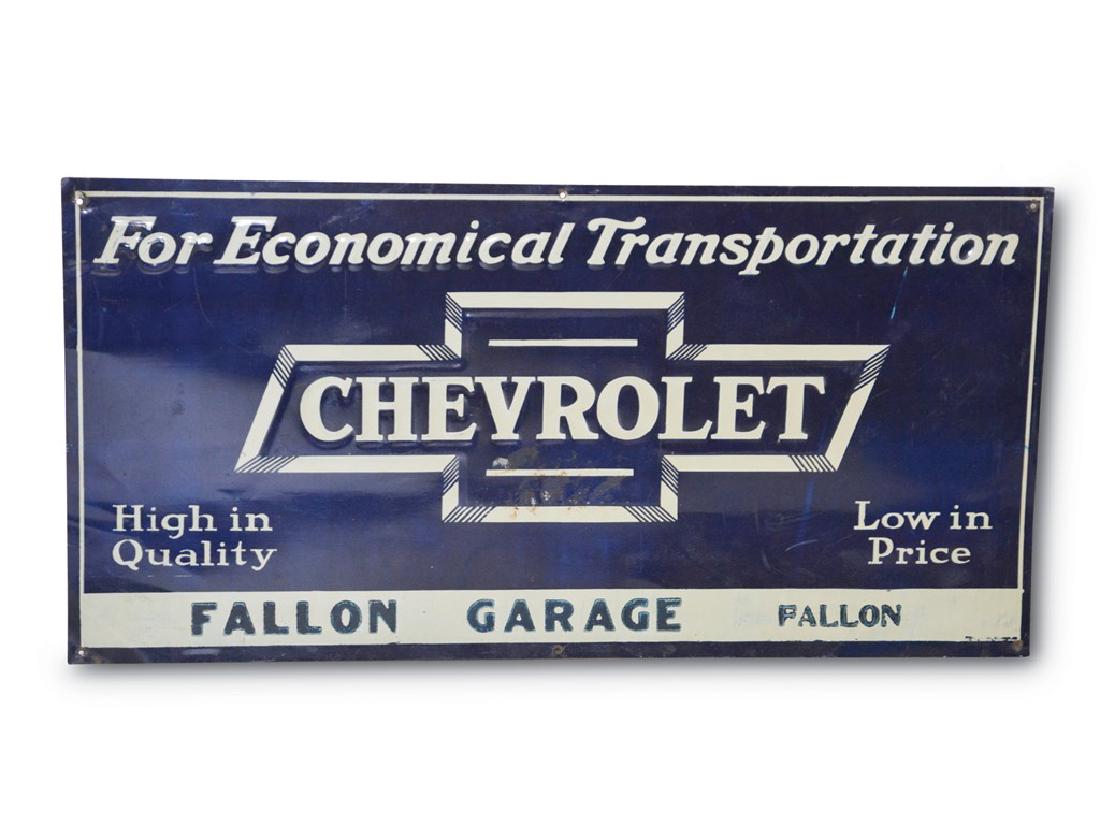 For Economical Transportation
CHEVROLET
High in
Quality
Low in
Price
FALLON GARAGE FALLON